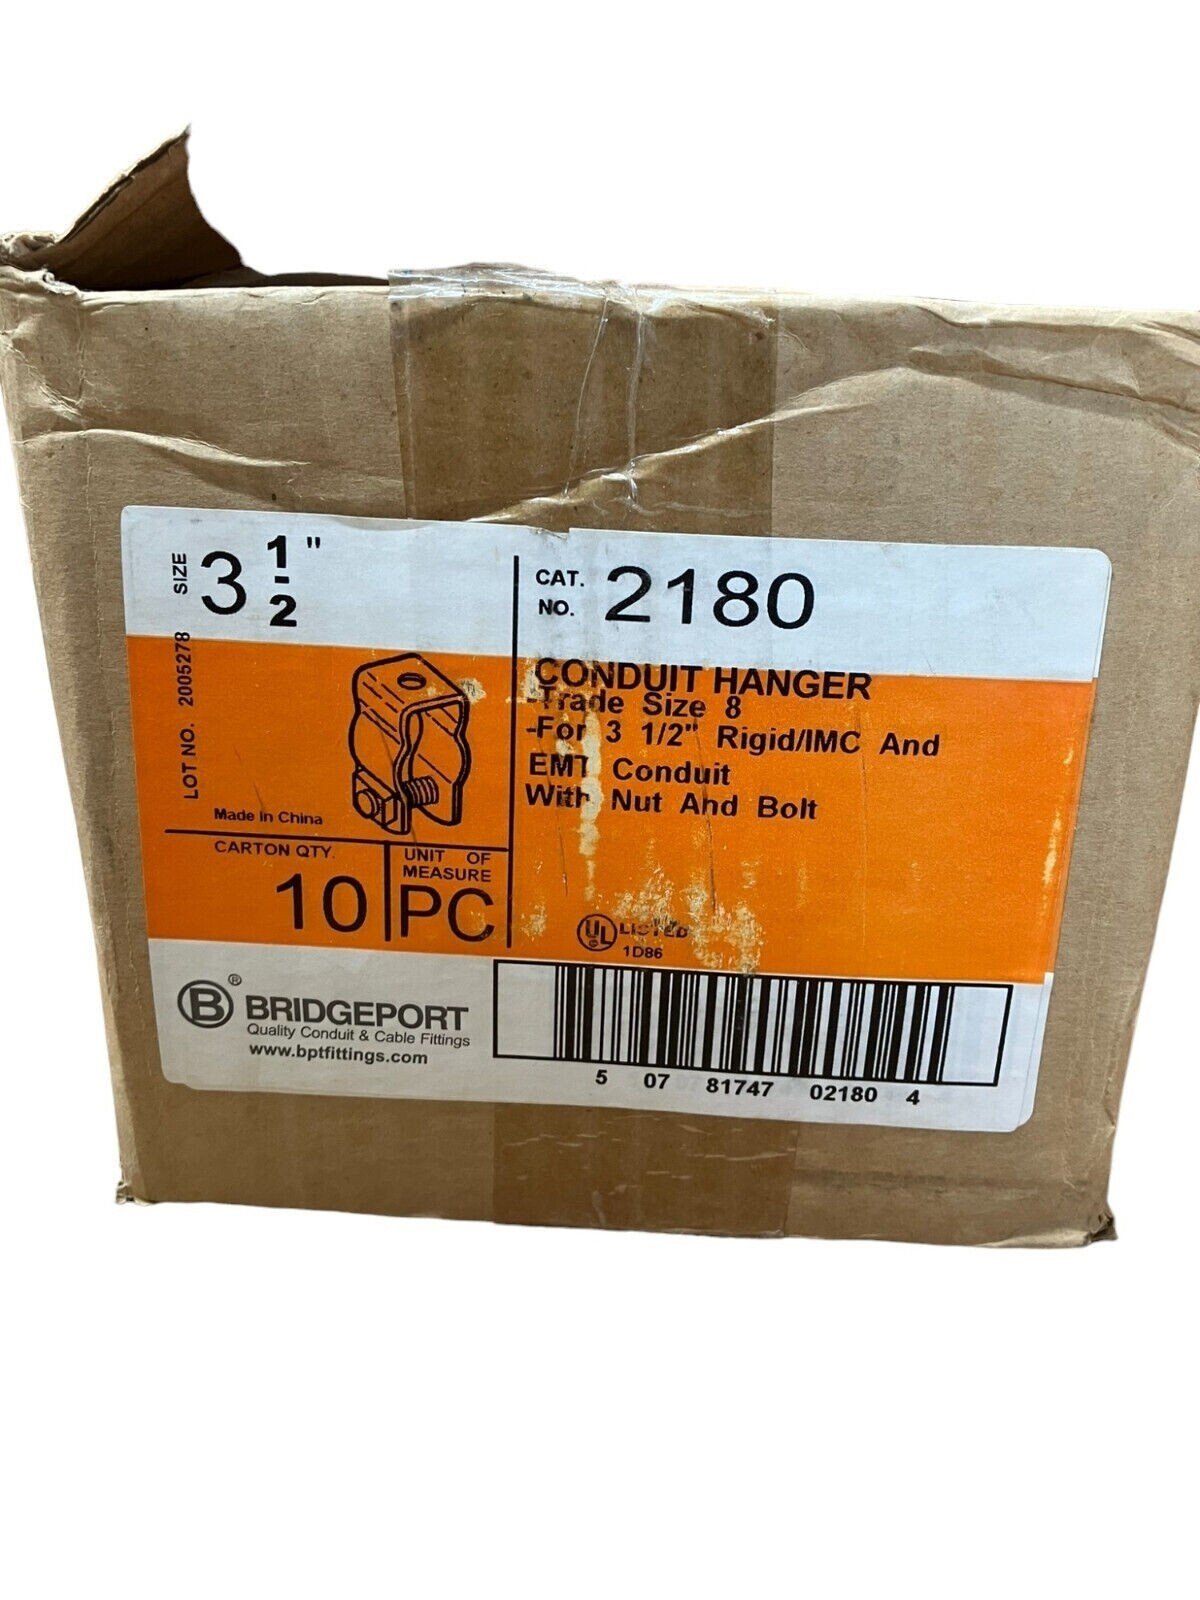 SIZE 3 1/2"
LOT NO. 2005278
Made in China
CARTON QTY.
10
UNIT OF
MEASURE
PC
CAT.
NO. 2180
CONDUIT HANGER
-Trade Size 8
-For 3 1/2" Rigid/IMC And
EMT Conduit
With Nut And Bolt
UL LISTED
1D86
B ® BRIDGEPORT
Quality Conduit & Cable Fittings
www.bptfittings.com
5 07 81747 02180 4